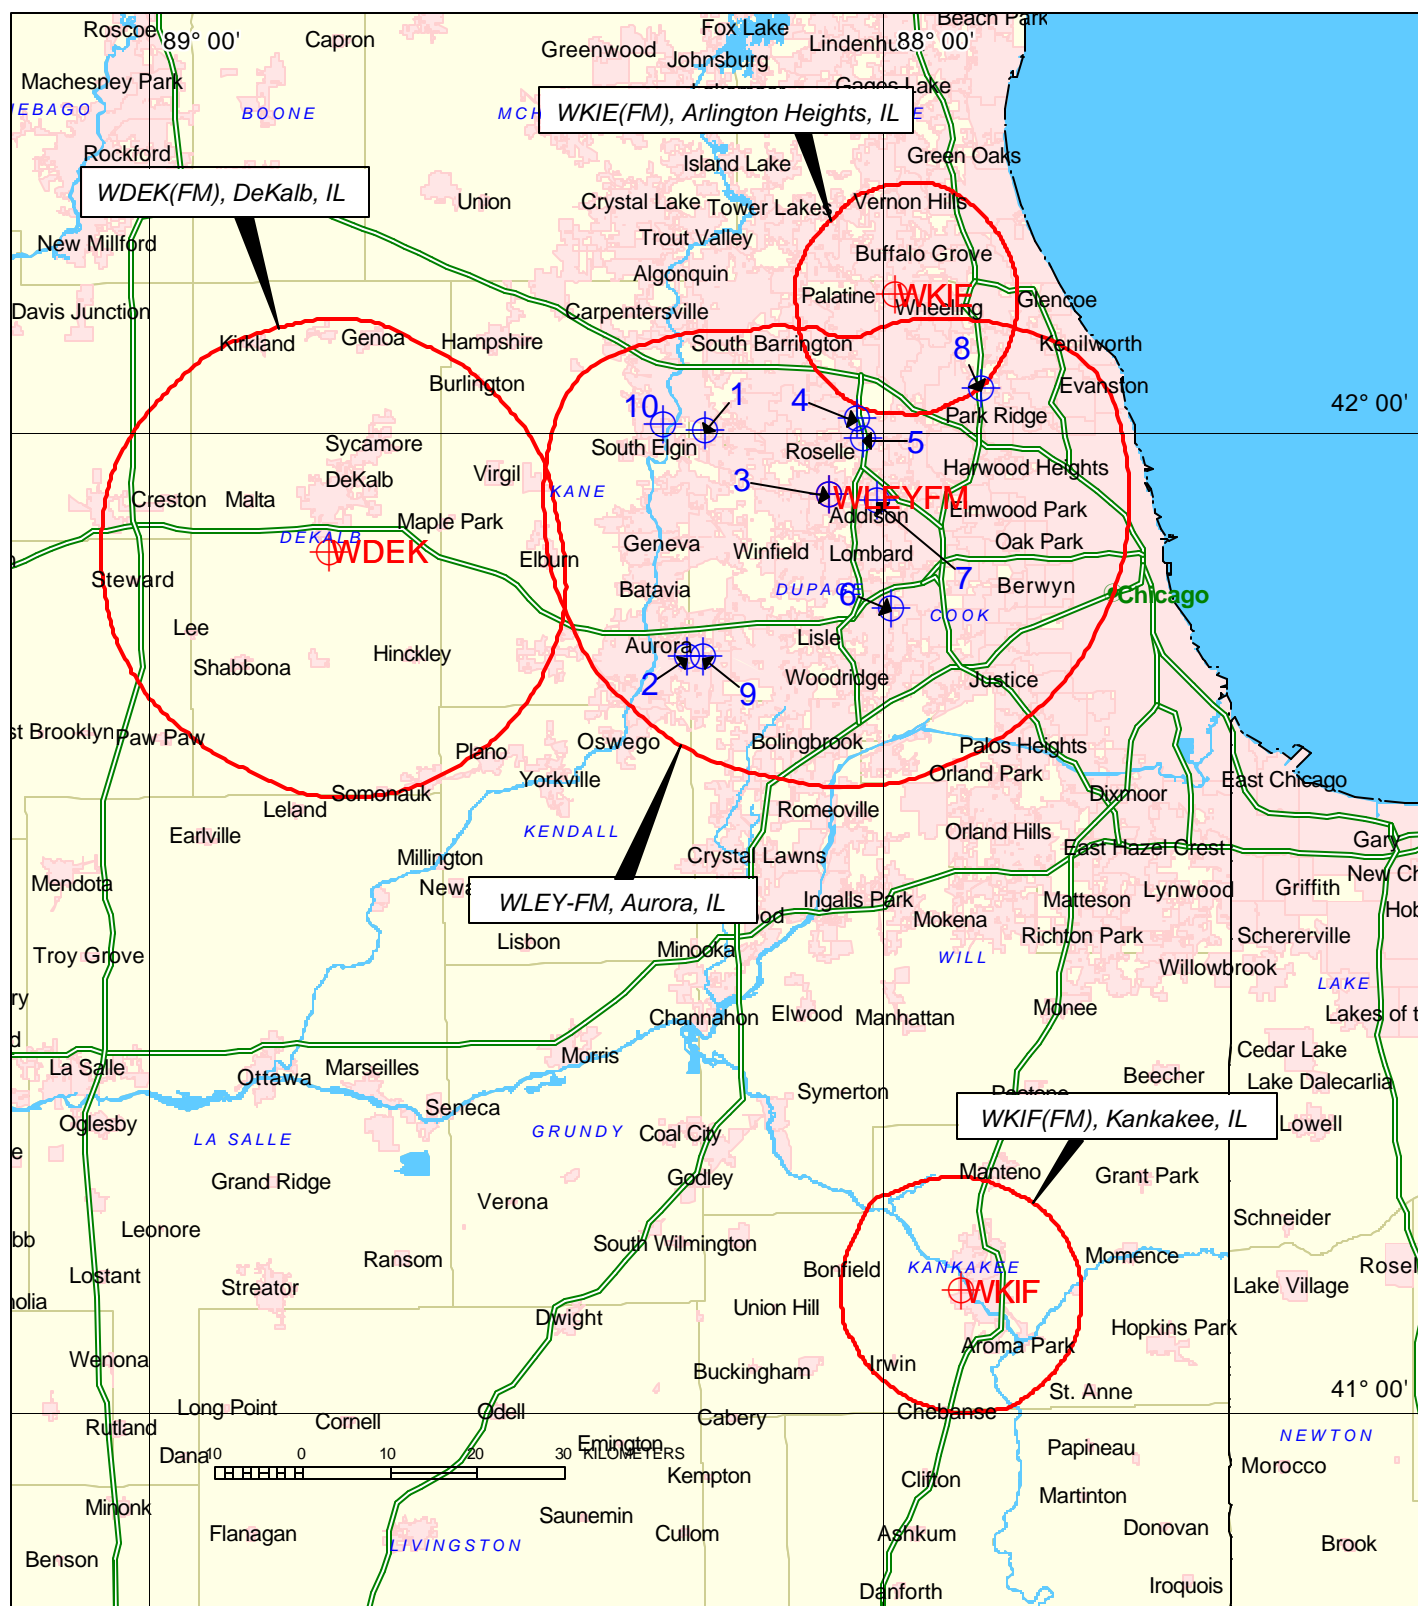 Roscoe
89° 00'
Capron
Greenwood
Fox Lake
Johnsburg
88° 00'
Beach Park
Machesney Park
Gages Lake
BOONE
WKIE(FM), Arlington Heights, IL
Rockford
Island Lake
Green Oaks
WDEK(FM), DeKalb, IL
Union
Crystal Lake
Tower Lakes
Vernon Hills
New Millford
Trout Valley
Buffalo Grove
Algonquin
Palatine
WKIE
Wheeling
Glencoe
Davis Junction
Carpentersville
Kirkland
Genoa
Hampshire
South Barrington
8
Kenilworth
Burlington
Evanston
10
1
4
42° 00'
Park Ridge
Sycamore
South Elgin
Roselle
5
DeKalb
Virgil
3
Harwood Heights
Creston
Malta
KANE
WLEYFM
Addison
Elmwood Park
Maple Park
DEKALB
WDEK
Elburn
Geneva
Winfield
Lombard
Oak Park
Steward
Batavia
DUPAGE
6
7
Berwyn
Chicago
COOK
Lee
Shabbona
Hinckley
Aurora
Lisle
2
9
Woodridge
Justice
st Brooklyn
Paw Paw
Plano
Oswego
Bolingbrook
Palos Heights
Yorkville
Orland Park
East Chicago
Somonauk
Leland
Romeoville
Dixmoor
Earlville
KENDALL
Orland Hills
Gary
Millington
Crystal Lawns
East Hazel Crest
Mendota
Newa
WLEY-FM, Aurora, IL
ood
Ingalls Park
Matteson
Lynwood
Griffith
New Ch
Hob
Mokena
Troy Grove
Lisbon
Minooka
Richton Park
Schererville
WILL
Willowbrook
LAKE
ry
Channahon
Elwood
Manhattan
Monee
Lakes of t
d
La Salle
Ottawa
Marseilles
Morris
Cedar Lake
Symerton
Beecher
Lake Dalecarlia
Seneca
WKIF(FM), Kankakee, IL
Oglesby
LA SALLE
GRUNDY
Coal City
Lowell
e
Grand Ridge
Godley
Manteno
Grant Park
Verona
Leonore
Schneider
bb
Ransom
South Wilmington
Momence
Lostant
Streator
Bonfield
KANKAKEE
Rosel
Lake Village
nolia
WKIF
Union Hill
Dwight
Hopkins Park
Aroma Park
Wenona
Buckingham
Irwin
41° 00'
St. Anne
Long Point
Cornell
Odell
Cabery
Chebanse
Rutland
Dana
Emington
Papineau
NEWTON
10 0 10 20 30 KILOMETERS
Kempton
Clifton
Morocco
Minonk
Martinton
Saunemin
Flanagan
Cullom
Ashkum
Donovan
LIVINGSTON
Brook
Benson
Danforth
Iroquois